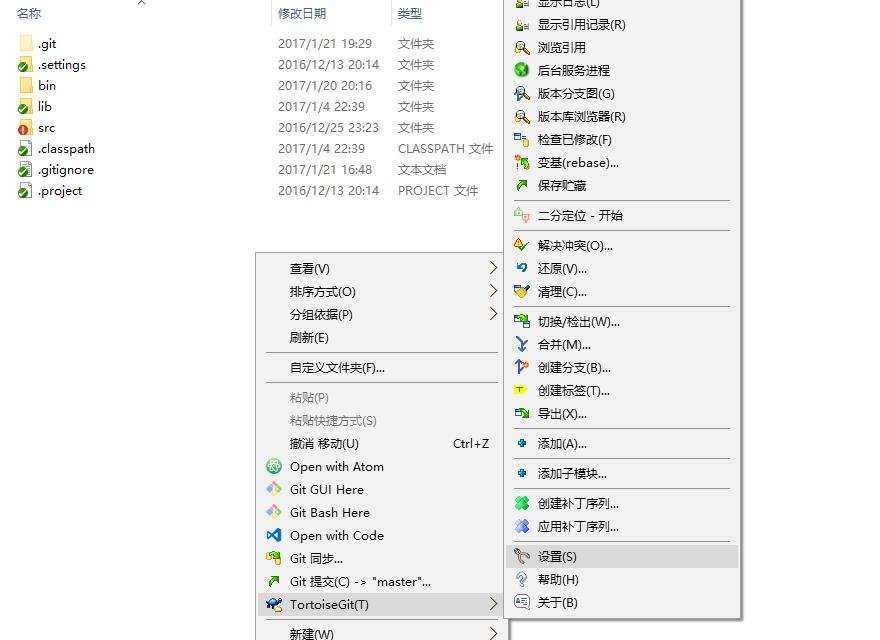 名称 修改日期 类型
.git 2017/1/21 19:29 文件夹
.settings 2016/12/13 20:14 文件夹
bin 2017/1/20 20:16 文件夹
lib 2017/1/4 22:39 文件夹
src 2016/12/25 23:23 文件夹
.classpath 2017/1/4 22:39 CLASSPATH 文件
.gitignore 2017/1/21 16:48 文本文档
.project 2016/12/13 20:14 PROJECT 文件
查看(V)
排序方式(O)
分组依据(P)
刷新(E)
自定义文件夹(F)...
粘贴(P)
粘贴快捷方式(S)
撤消 移动(U) Ctrl+Z
Open with Atom
Git GUI Here
Git Bash Here
Open with Code
Git 同步...
Git 提交(C) -> "master"...
TortoiseGit(T)
新建(W)
显示日志(L)
显示引用记录(R)
浏览引用
后台服务进程
版本分支图(G)
版本库浏览器(R)
检查已修改(F)
变基(rebase)...
保存贮藏
二分定位 - 开始
解决冲突(O)...
还原(V)...
清理(C)...
切换/检出(W)...
合并(M)...
创建分支(B)...
创建标签(T)...
导出(X)...
添加(A)...
添加子模块...
创建补丁序列...
应用补丁序列...
设置(S)
帮助(H)
关于(B)